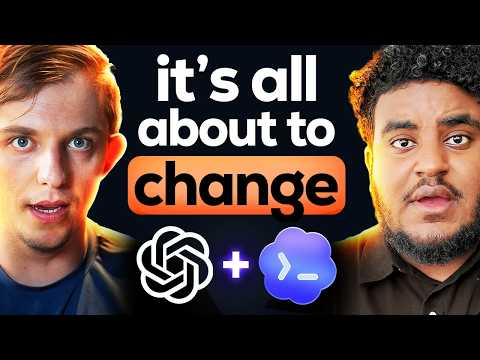 it's all
about to
change
+
>_